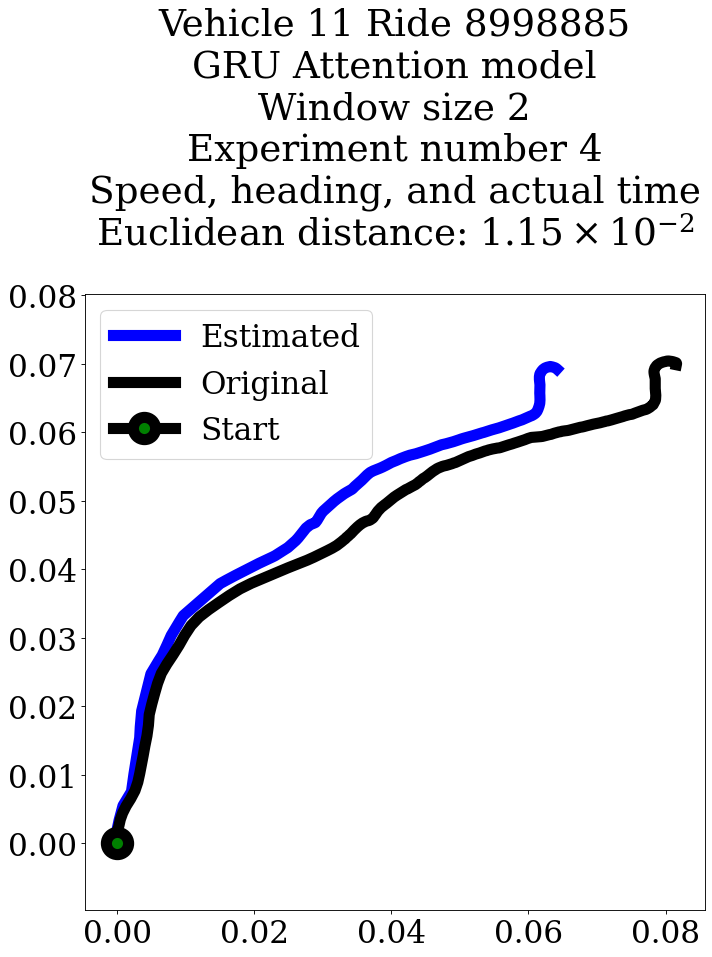 Vehicle 11 Ride 8998885
GRU Attention model
Window size 2
Experiment number 4
Speed, heading, and actual time
Euclidean distance: 1.15 × 10⁻²
0.08
0.07
0.06
0.05
0.04
0.03
0.02
0.01
0.00
Estimated
Original
Start
0.00 0.02 0.04 0.06 0.08